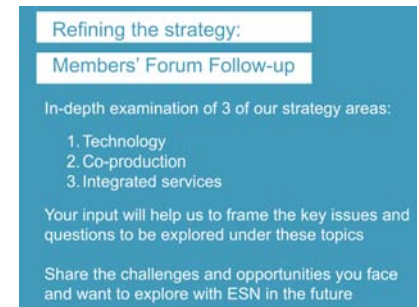 Refining the strategy:
Members' Forum Follow-up
In-depth examination of 3 of our strategy areas:
1. Technology
2. Co-production
3. Integrated services
Your input will help us to frame the key issues and
questions to be explored under these topics
Share the challenges and opportunities you face
and want to explore with ESN in the future